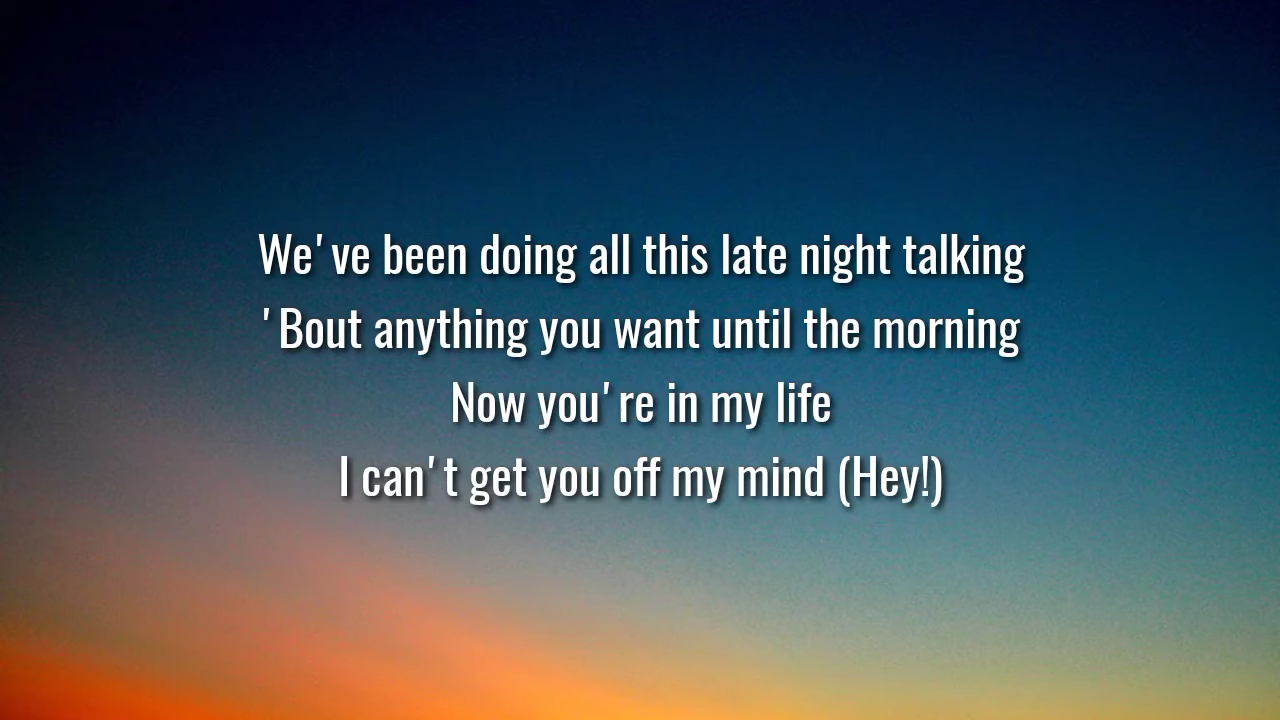 We've been doing all this late night talking
'Bout anything you want until the morning
Now you're in my life
I can't get you off my mind (Hey!)